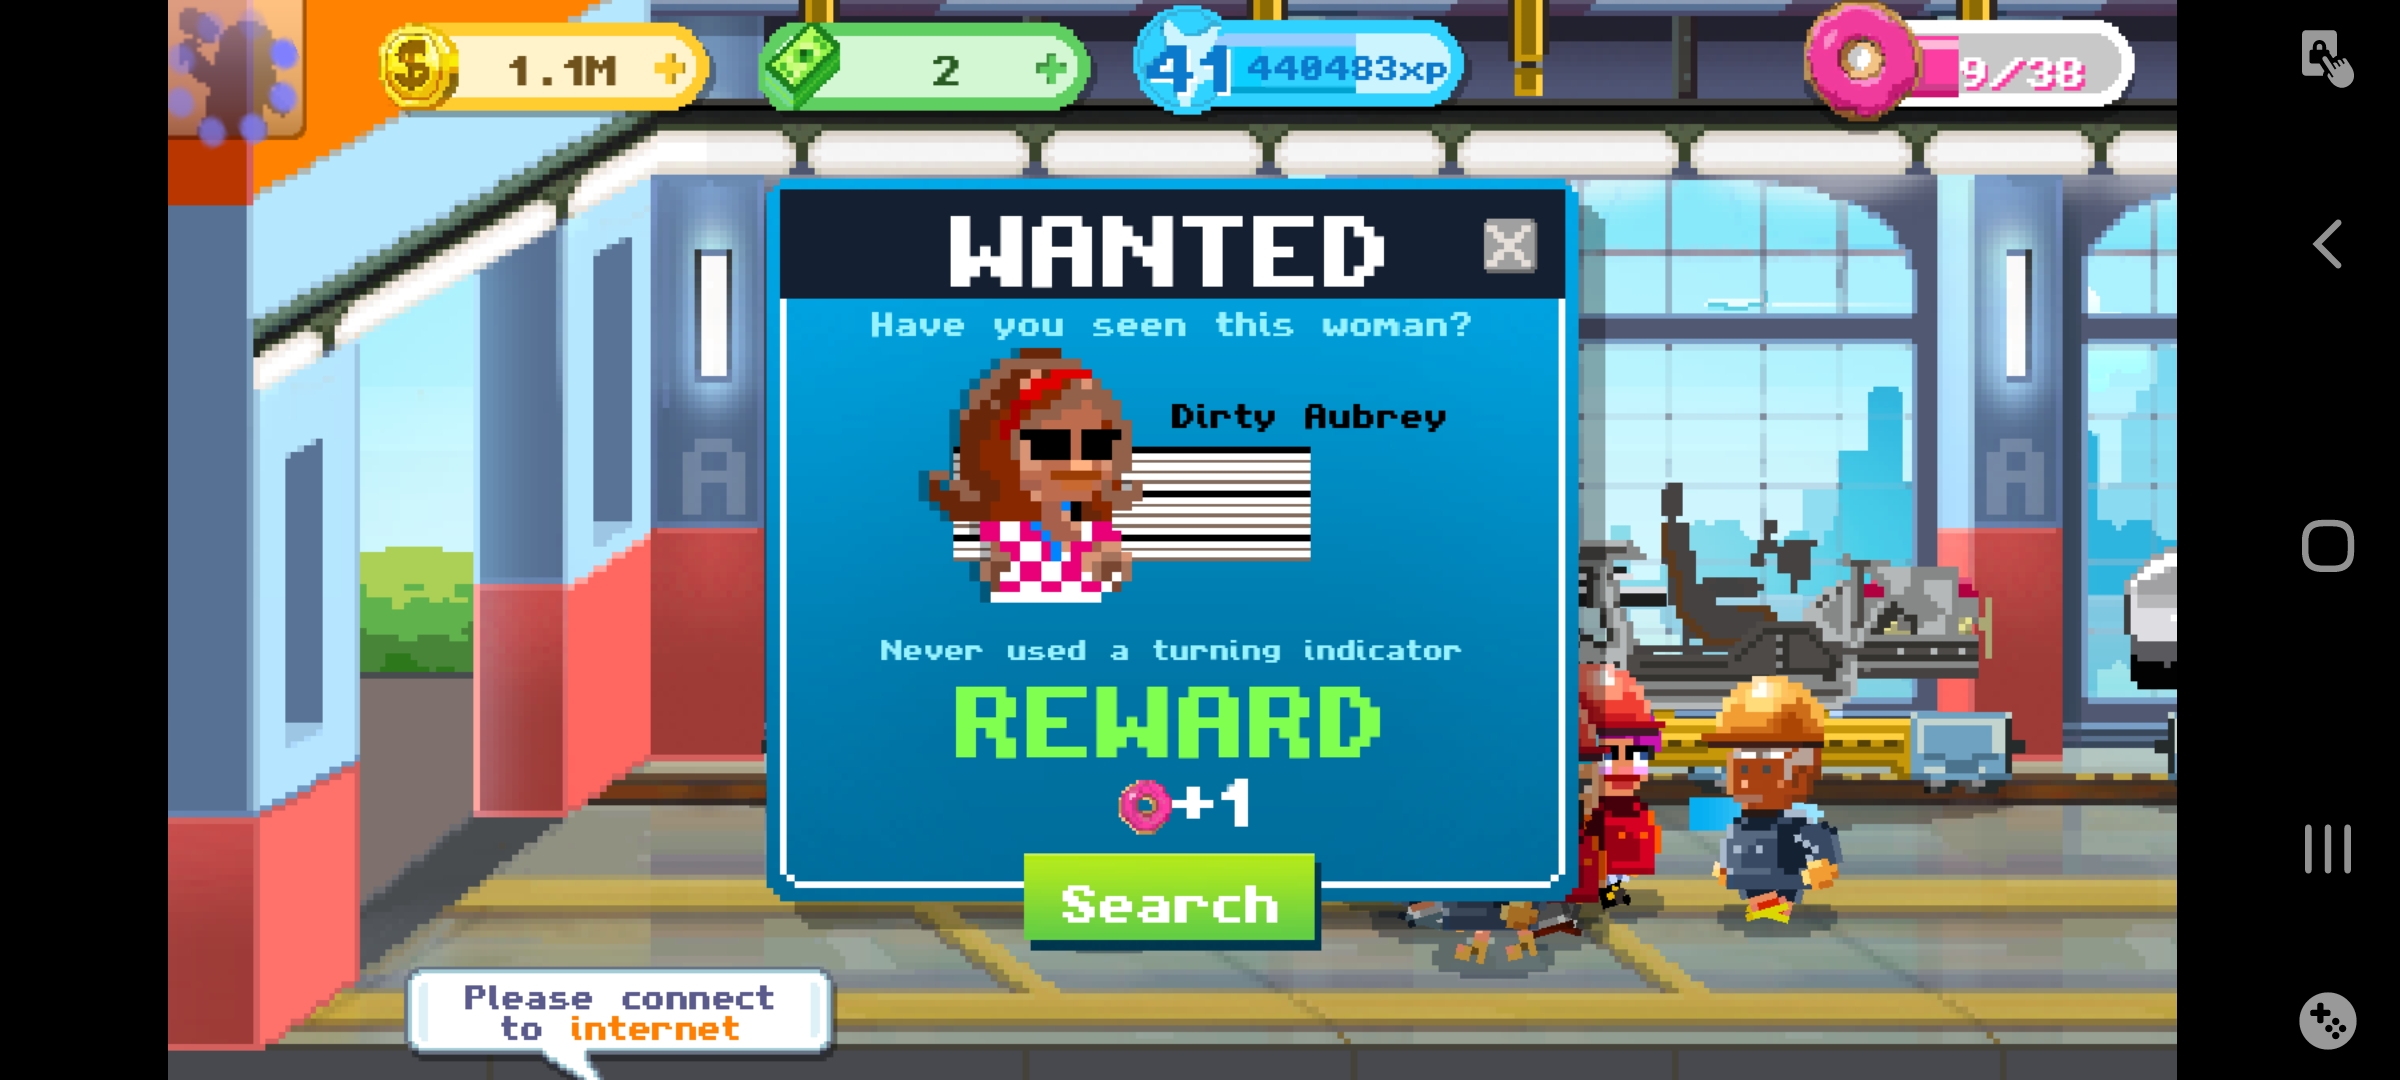 1.1M
2
41
440483xp
9/38
WANTED
Have you seen this woman?
Dirty Aubrey
Never used a turning indicator
REWARD
+1
Search
A
A
Please connect
to internet